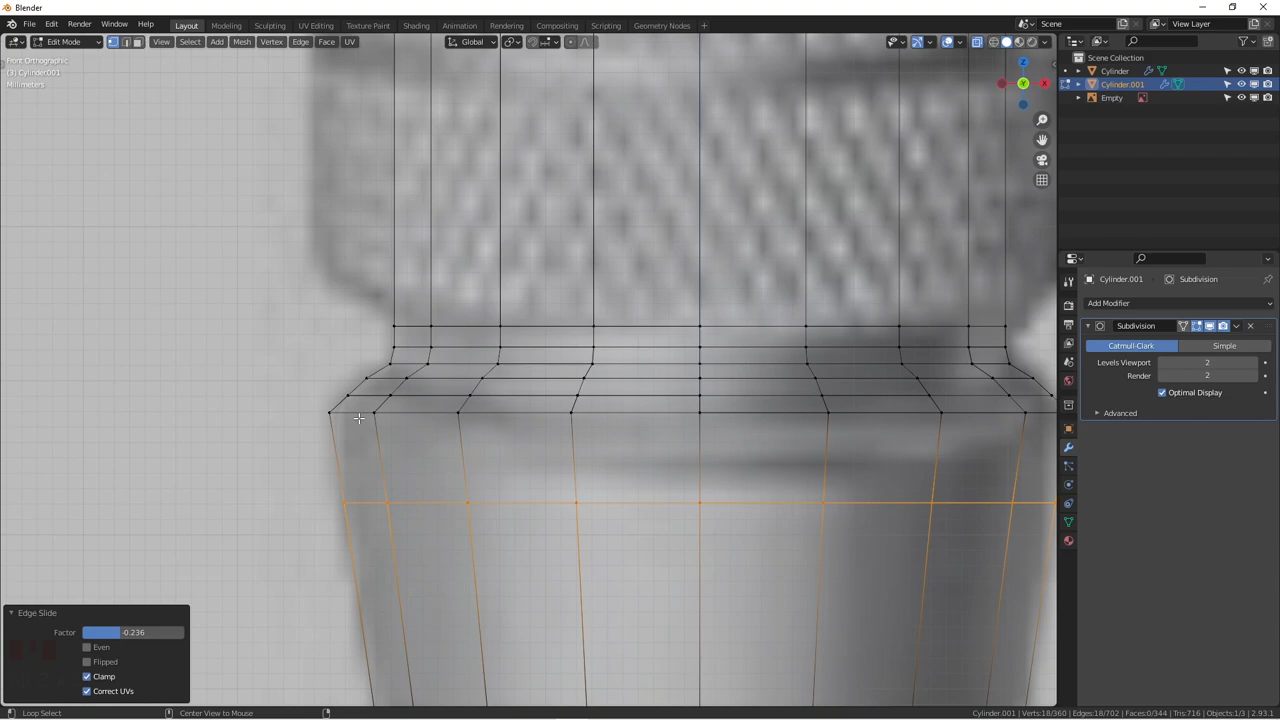 Blender
File Edit Render Window Help Layout Modeling Sculpting UV Editing Texture Paint Shading Animation Rendering Compositing Scripting Geometry Nodes + Scene View Layer
Edit Mode View Select Add Mesh Vertex Edge Face UV Global
Front Orthographic
(3) Cylinder.001
Millimeters
Z
Y
X
Scene Collection
Cylinder
Cylinder.001
Empty
Cylinder.001 Subdivision
Add Modifier
Subdivision
Catmull-Clark Simple
Levels Viewport 2
Render 2
Optimal Display
Advanced
Edge Slide
Factor -0.236
Even
Flipped
Clamp
Correct UVs
Loop Select Center View to Mouse Cylinder.001 | Verts:18/360 | Edges:18/702 | Faces:0/344 | Tris:716 | Objects:1/3 | 2.93.1